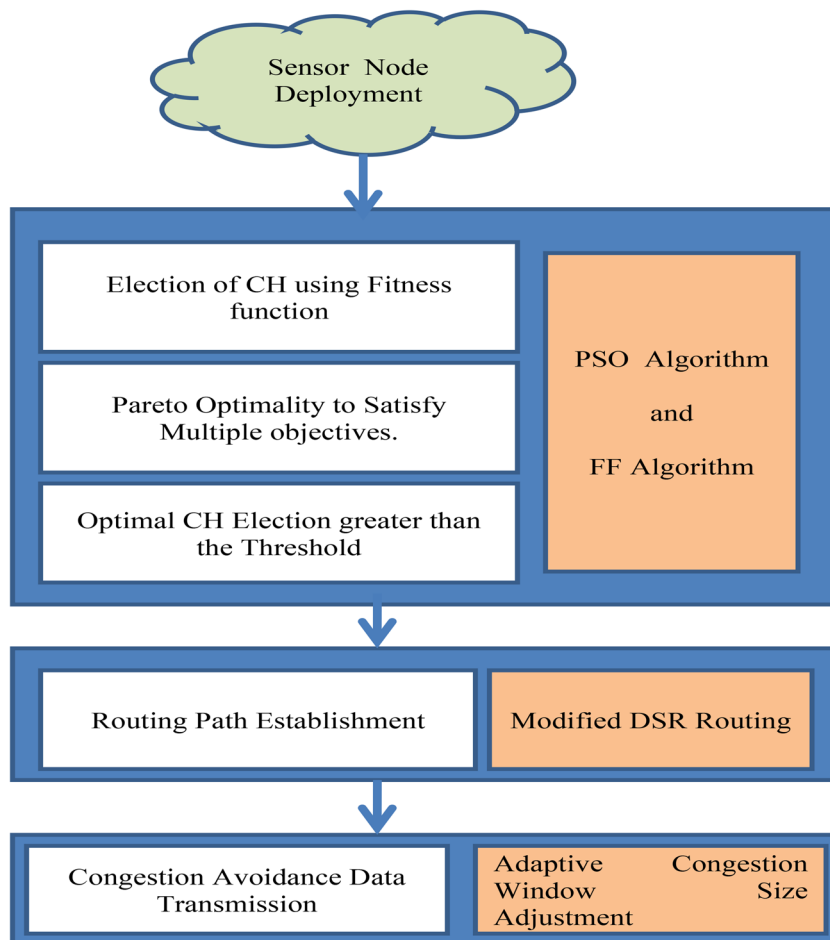 Sensor Node
Deployment
Election of CH using Fitness
function
Pareto Optimality to Satisfy
Multiple objectives.
Optimal CH Election greater than
the Threshold
PSO Algorithm
and
FF Algorithm
Routing Path Establishment
Modified DSR Routing
Congestion Avoidance Data
Transmission
Adaptive Congestion
Window Size
Adjustment